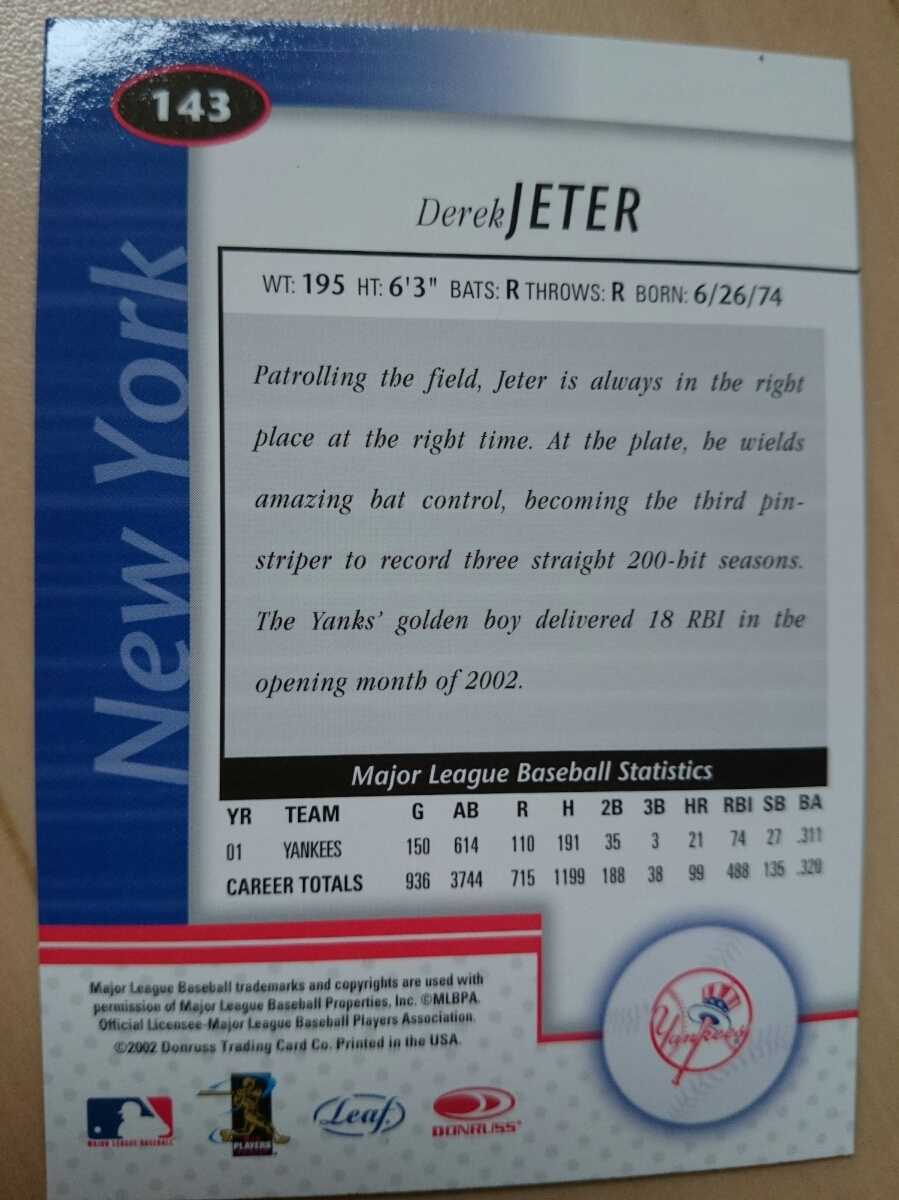 143
New York
Derek JETER
WT: 195 HT: 6'3" BATS: R THROWS: R BORN: 6/26/74
Patrolling the field, Jeter is always in the right
place at the right time. At the plate, he wields
amazing bat control, becoming the third pin-
striper to record three straight 200-hit seasons.
The Yanks' golden boy delivered 18 RBI in the
opening month of 2002.
Major League Baseball Statistics
YR TEAM G AB R H 2B 3B HR RBI SB BA
01 YANKEES 150 614 110 191 35 3 21 74 27 .311
CAREER TOTALS 936 3744 715 1199 188 38 99 488 135 .320
Major League Baseball trademarks and copyrights are used with
permission of Major League Baseball Properties, Inc. ©MLBPA.
Official Licensee-Major League Baseball Players Association.
©2002 Donruss Trading Card Co. Printed in the USA.
Yankees
MAJOR LEAGUE BASEBALL
PLAYERS
Leaf
DONRUSS